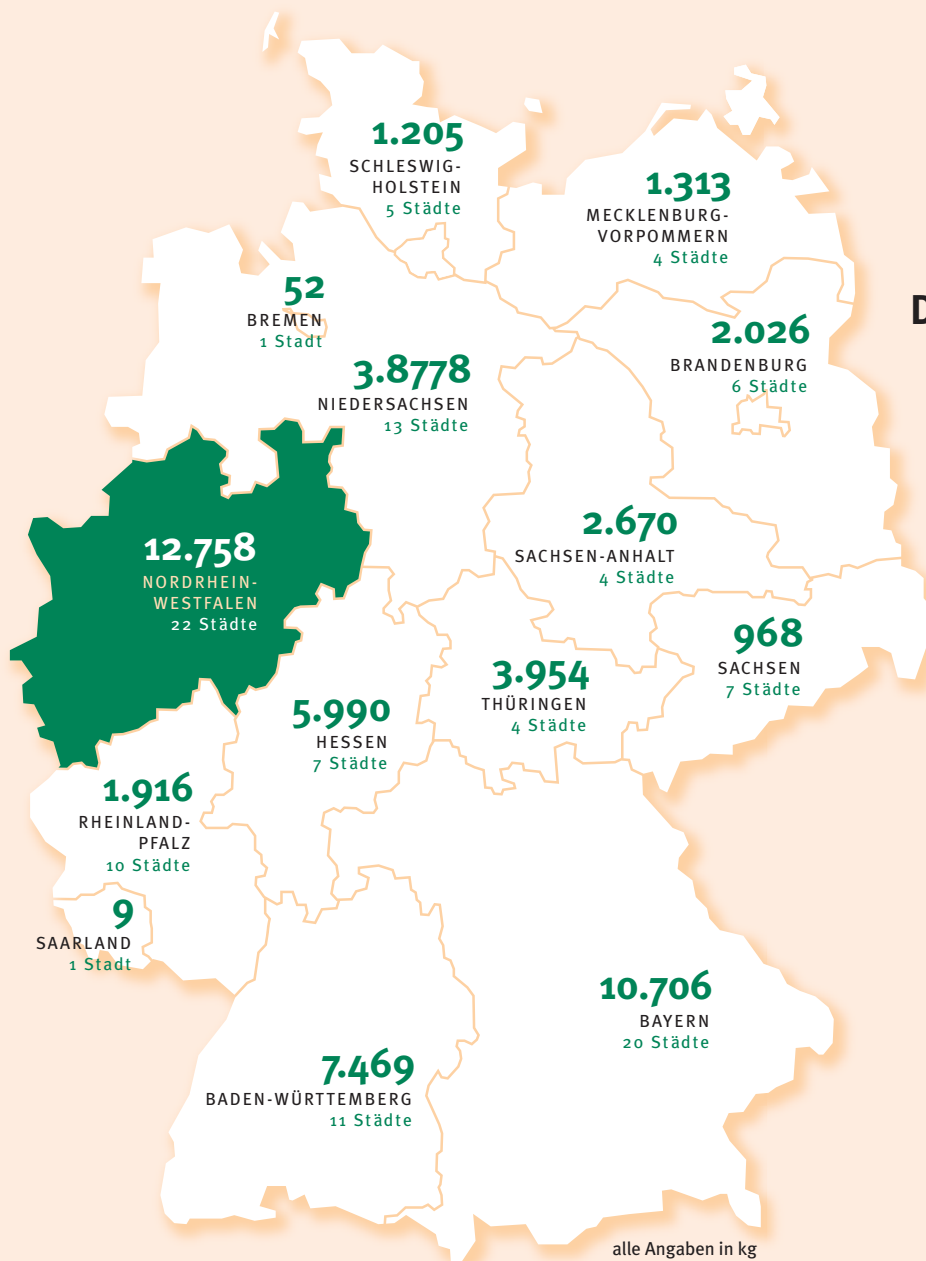 1.205
SCHLESWIG-
HOLSTEIN
5 Städte
1.313
MECKLENBURG-
VORPOMMERN
4 Städte
52
BREMEN
1 Stadt
D
2.026
BRANDENBURG
6 Städte
3.8778
NIEDERSACHSEN
13 Städte
12.758
NORDRHEIN-
WESTFALEN
22 Städte
2.670
SACHSEN-ANHALT
4 Städte
968
SACHSEN
7 Städte
3.954
THÜRINGEN
4 Städte
5.990
HESSEN
7 Städte
1.916
RHEINLAND-
PFALZ
10 Städte
9
SAARLAND
1 Stadt
10.706
BAYERN
20 Städte
7.469
BADEN-WÜRTTEMBERG
11 Städte
alle Angaben in kg